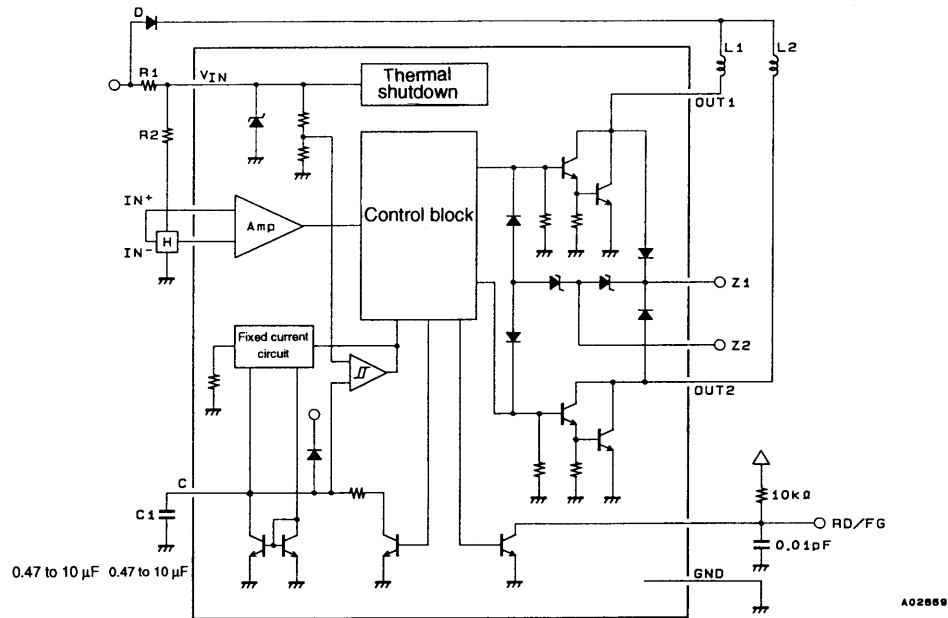 D
L1
L2
R1
VIN
Thermal
shutdown
OUT1
R2
IN+
Amp
Control block
IN-
H
Z1
Fixed current
circuit
Z2
OUT2
C
C1
10kΩ
RD/FG
0.01pF
0.47 to 10 µF 0.47 to 10 µF
GND
A02669